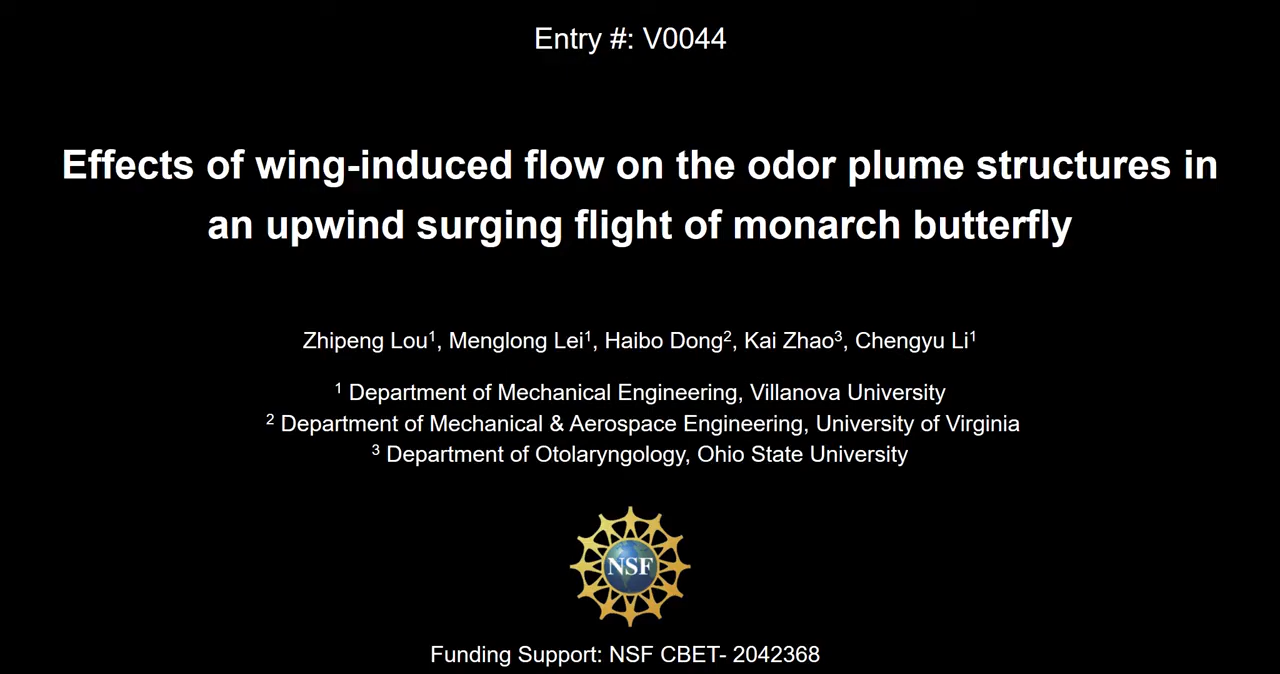 Entry #: V0044
Effects of wing-induced flow on the odor plume structures in
an upwind surging flight of monarch butterfly
Zhipeng Lou¹, Menglong Lei¹, Haibo Dong², Kai Zhao³, Chengyu Li¹
¹ Department of Mechanical Engineering, Villanova University
² Department of Mechanical & Aerospace Engineering, University of Virginia
³ Department of Otolaryngology, Ohio State University
NSF
Funding Support: NSF CBET- 2042368